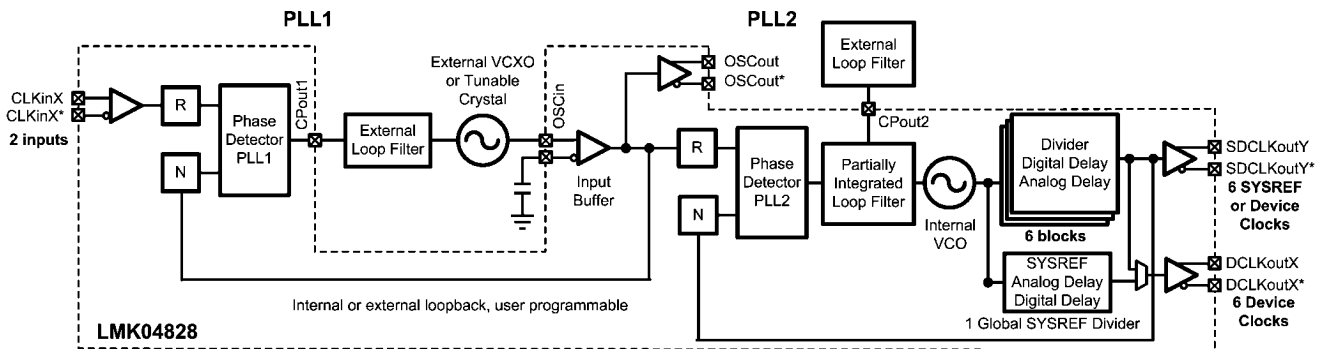 PLL1
PLL2
CLKinX
CLKinX*
2 inputs
R
N
Phase
Detector
PLL1
CPout1
External
Loop Filter
External VCXO
or Tunable
Crystal
OSCin
Input
Buffer
OSCout
OSCout*
R
N
Phase
Detector
PLL2
External
Loop Filter
CPout2
Partially
Integrated
Loop Filter
Internal
VCO
Divider
Digital Delay
Analog Delay
6 blocks
SYSREF
Analog Delay
Digital Delay
1 Global SYSREF Divider
SDCLKoutY
SDCLKoutY*
6 SYSREF
or Device
Clocks
DCLKoutX
DCLKoutX*
6 Device
Clocks
Internal or external loopback, user programmable
LMK04828